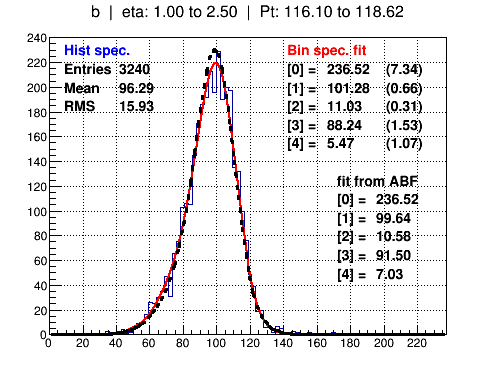 b | eta: 1.00 to 2.50 | Pt: 116.10 to 118.62
Hist spec.
Entries 3240
Mean 96.29
RMS 15.93
Bin spec. fit
[0] = 236.52 (7.34)
[1] = 101.28 (0.66)
[2] = 11.03 (0.31)
[3] = 88.24 (1.53)
[4] = 5.47 (1.07)
fit from ABF
[0] = 236.52
[1] = 99.64
[2] = 10.58
[3] = 91.50
[4] = 7.03
240
220
200
180
160
140
120
100
80
60
40
20
0
0 20 40 60 80 100 120 140 160 180 200 220